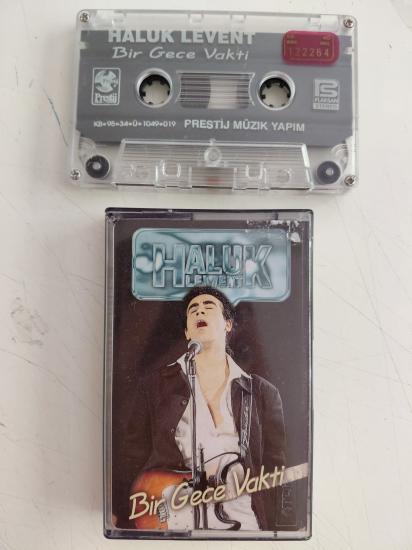 HALUK LEVENT
Bir Gece Vakti
122264
Prestij
PLAKSAN
STEREO
KB•95•34•Ü•1049•019 PRESTİJ MÜZİK YAPIM
HALUK
LEVENT
Bir Gece Vakti